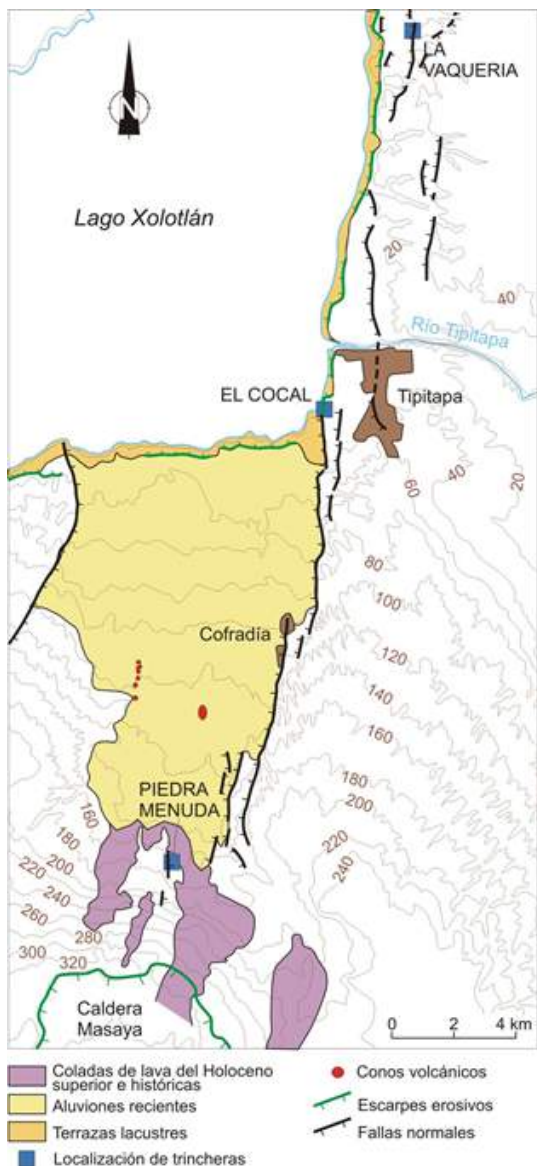 LA
VAQUERIA
N
Lago Xolotlán
20
40
Río Tipitapa
EL COCAL
Tipitapa
60
40
20
80
100
Cofradía
120
140
160
PIEDRA
MENUDA
180
200
160
180
220
200
240
220
240
260
280
300
320
Caldera
Masaya
0 2 4 km
Coladas de lava del Holoceno
superior e históricas
Conos volcánicos
Aluviones recientes
Escarpes erosivos
Terrazas lacustres
Fallas normales
Localización de trincheras